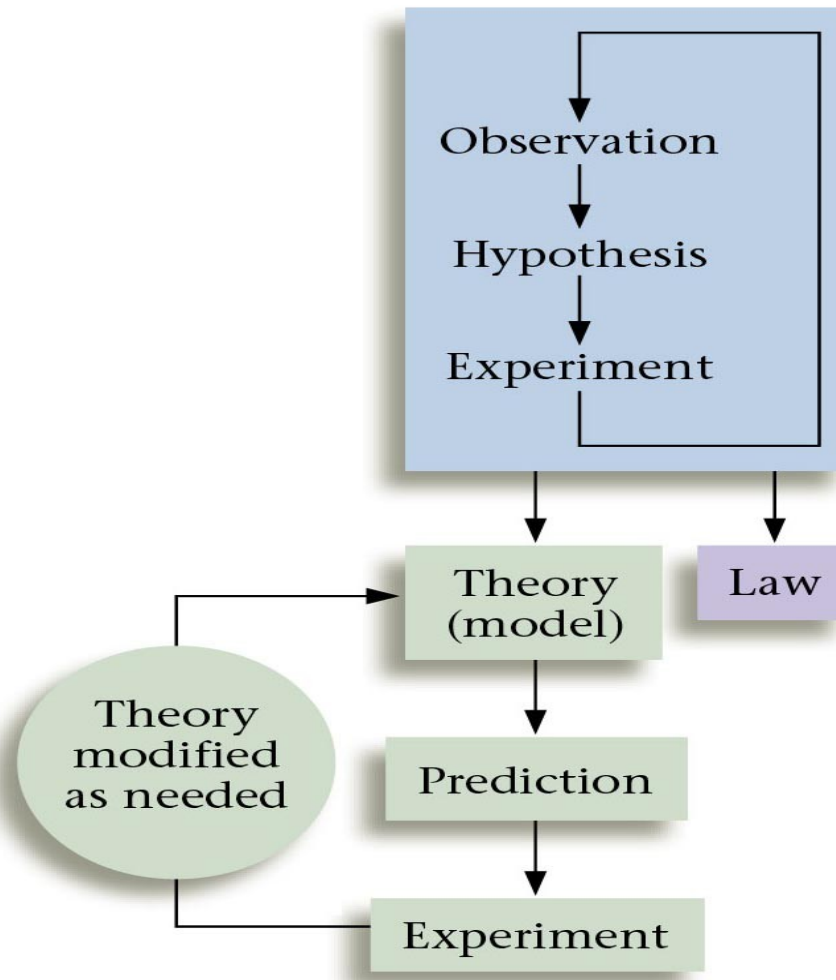 Observation
Hypothesis
Experiment
Theory
(model)
Law
Theory
modified
as needed
Prediction
Experiment